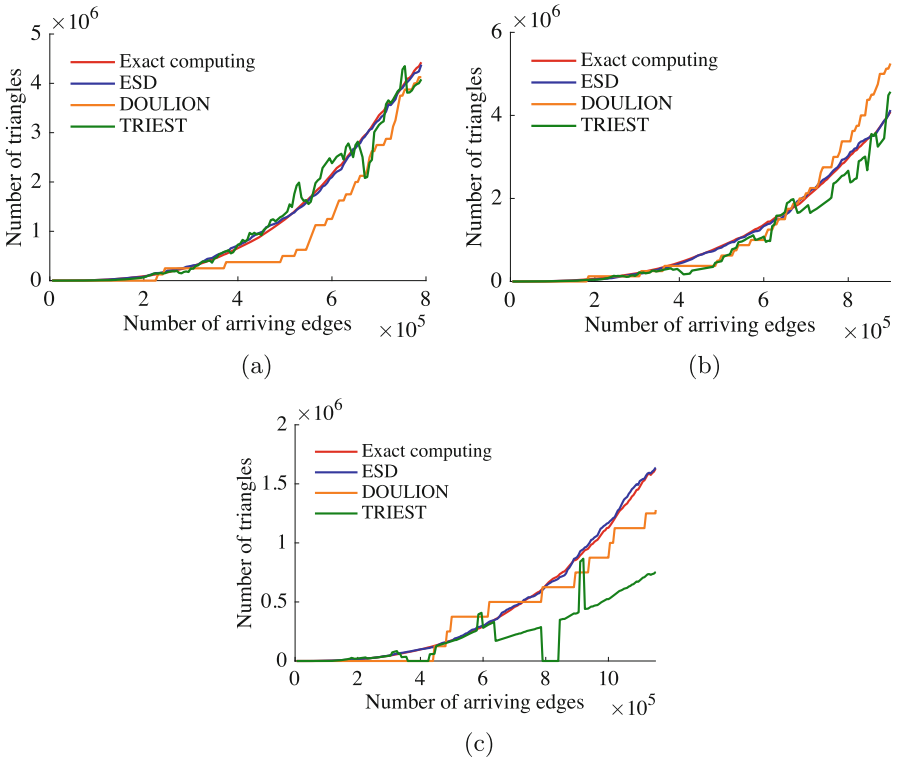 ×10^6
5
4
3
2
1
0
Number of triangles
Exact computing
ESD
DOULION
TRIEST
0 2 4 6 8
Number of arriving edges
×10^5
(a)
×10^6
6
4
2
0
Number of triangles
Exact computing
ESD
DOULION
TRIEST
0 2 4 6 8
Number of arriving edges
×10^5
(b)
×10^6
2
1.5
1
0.5
0
Number of triangles
Exact computing
ESD
DOULION
TRIEST
0 2 4 6 8 10
Number of arriving edges
×10^5
(c)